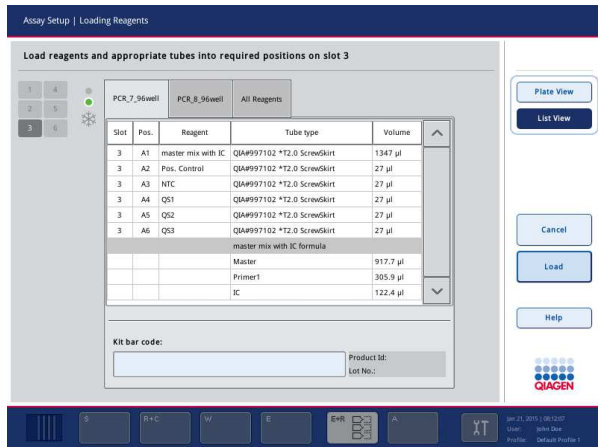 Assay Setup | Loading Reagents
Load reagents and appropriate tubes into required positions on slot 3
1 4
2 5
3 6
PCR_7_96well PCR_8_96well All Reagents
Slot Pos. Reagent Tube type Volume
3 A1 master mix with IC QIA#997102 *T2.0 ScrewSkirt 1347 µl
3 A2 Pos. Control QIA#997102 *T2.0 ScrewSkirt 27 µl
3 A3 NTC QIA#997102 *T2.0 ScrewSkirt 27 µl
3 A4 QS1 QIA#997102 *T2.0 ScrewSkirt 27 µl
3 A5 QS2 QIA#997102 *T2.0 ScrewSkirt 27 µl
3 A6 QS3 QIA#997102 *T2.0 ScrewSkirt 27 µl
master mix with IC formula
Master 917.7 µl
Primer1 305.9 µl
IC 122.4 µl
Kit bar code:
Product Id:
Lot No.:
Plate View
List View
Cancel
Load
Help
QIAGEN
S R+C W E E+R A
Jan 21, 2015 | 08:12:07
User: John Doe
Profile: Default Profile 1